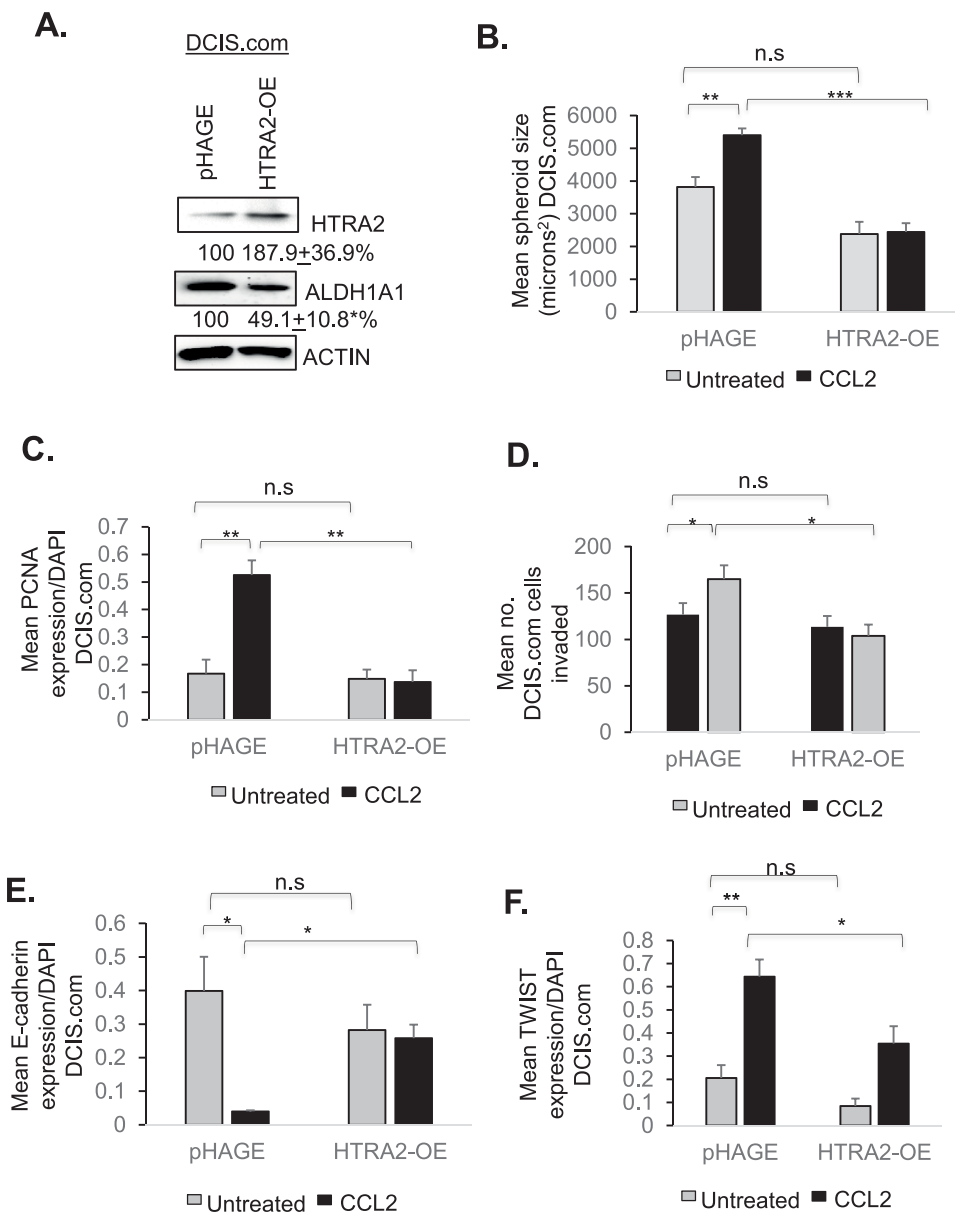 A.
DCIS.com
pHAGE
HTRA2-OE
HTRA2
100 187.9±36.9%
ALDH1A1
100 49.1±10.8*%
ACTIN
B.
n.s
**
***
Mean spheroid size
(microns²) DCIS.com
6000
5000
4000
3000
2000
1000
0
pHAGE HTRA2-OE
Untreated CCL2
C.
n.s
**
**
Mean PCNA
expression/DAPI
DCIS.com
0.7
0.6
0.5
0.4
0.3
0.2
0.1
0
pHAGE HTRA2-OE
Untreated CCL2
D.
n.s
*
*
Mean no.
DCIS.com cells
invaded
200
150
100
50
0
pHAGE HTRA2-OE
Untreated CCL2
E.
n.s
*
*
Mean E-cadherin
expression/DAPI
DCIS.com
0.6
0.5
0.4
0.3
0.2
0.1
0
pHAGE HTRA2-OE
Untreated CCL2
F.
n.s
**
*
Mean TWIST
expression/DAPI
DCIS.com
0.8
0.7
0.6
0.5
0.4
0.3
0.2
0.1
0
pHAGE HTRA2-OE
Untreated CCL2